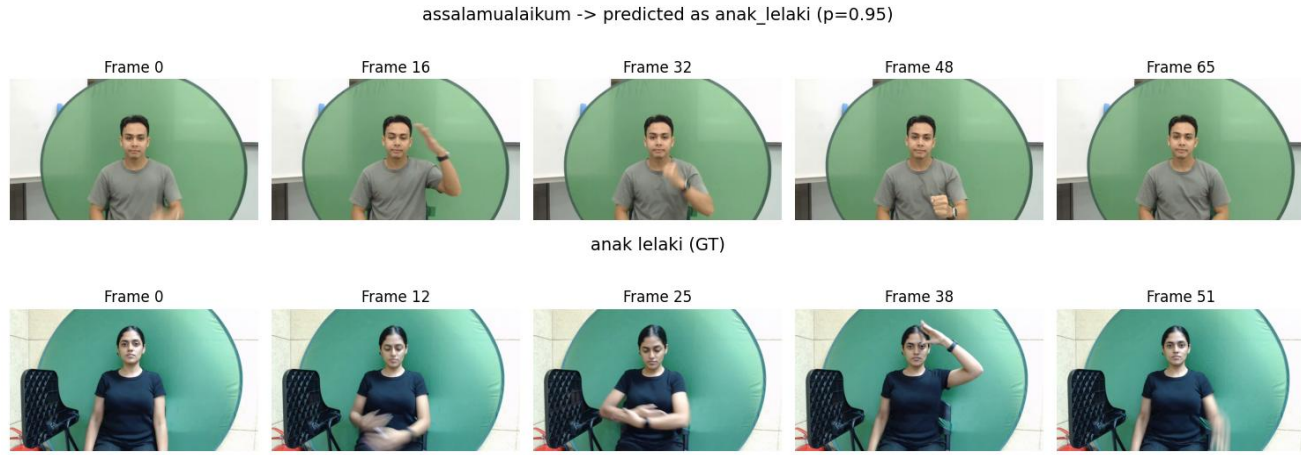 assalamualaikum -> predicted as anak_lelaki (p=0.95)
Frame 0
Frame 16
Frame 32
Frame 48
Frame 65
anak lelaki (GT)
Frame 0
Frame 12
Frame 25
Frame 38
Frame 51